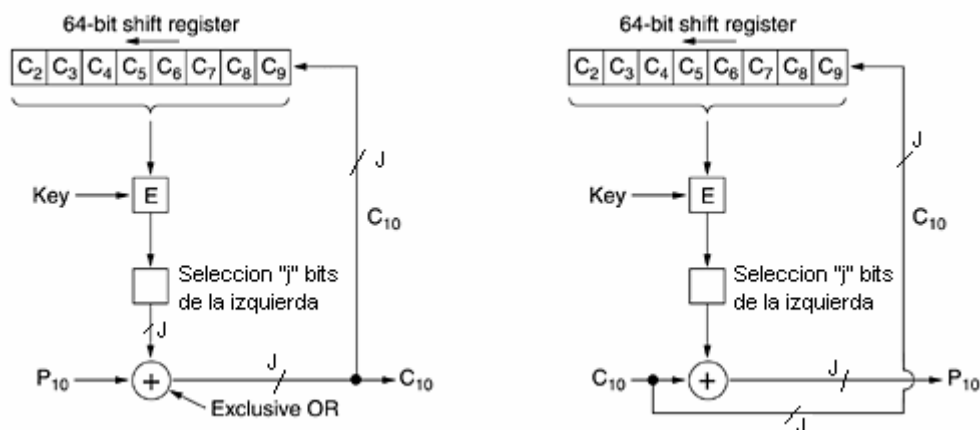 64-bit shift register
C2 C3 C4 C5 C6 C7 C8 C9
J
Key
E
C10
Seleccion "j" bits
de la izquierda
J
J
P10
+
C10
Exclusive OR
64-bit shift register
C2 C3 C4 C5 C6 C7 C8 C9
J
Key
E
C10
Seleccion "j" bits
de la izquierda
C10
+
J
P10
J